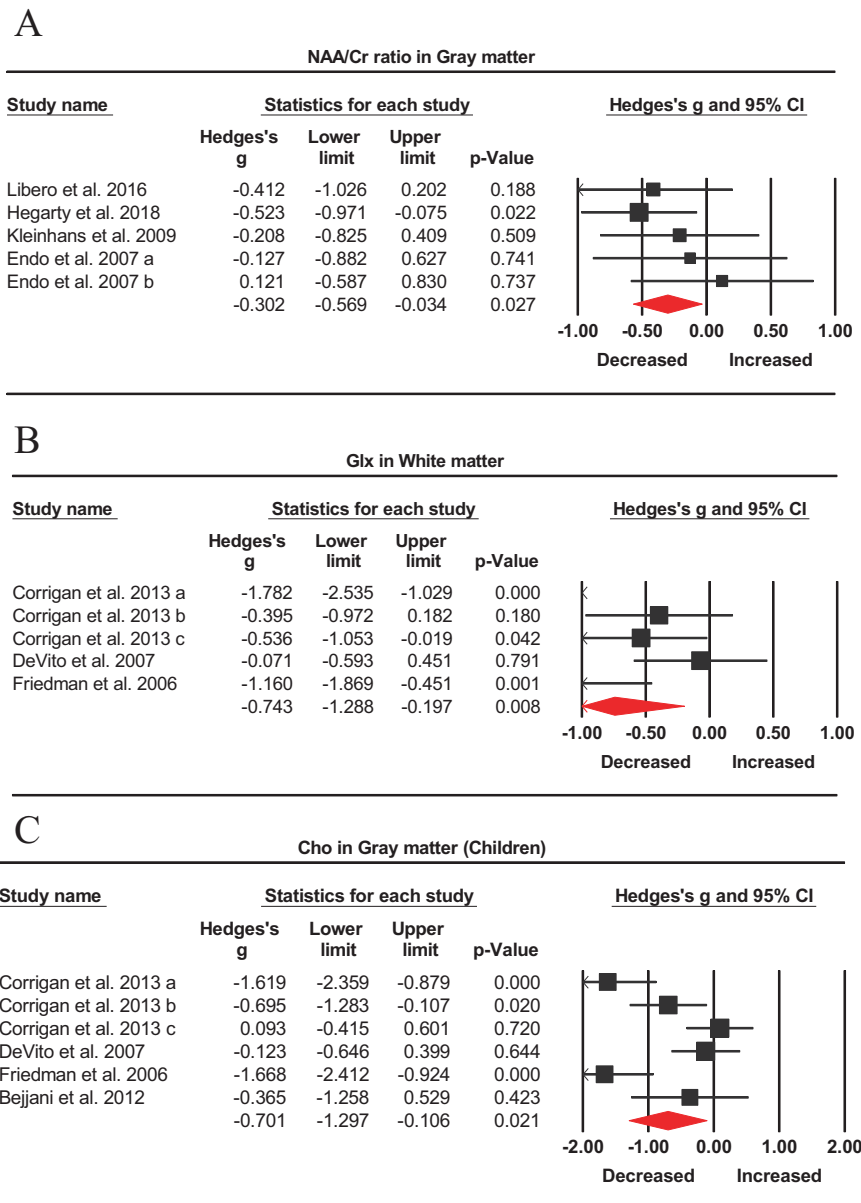 A
NAA/Cr ratio in Gray matter
Study name Statistics for each study Hedges's g and 95% CI
Hedges's Lower Upper
g limit limit p-Value
Libero et al. 2016 -0.412 -1.026 0.202 0.188
Hegarty et al. 2018 -0.523 -0.971 -0.075 0.022
Kleinhans et al. 2009 -0.208 -0.825 0.409 0.509
Endo et al. 2007 a -0.127 -0.882 0.627 0.741
Endo et al. 2007 b 0.121 -0.587 0.830 0.737
-0.302 -0.569 -0.034 0.027
-1.00 -0.50 0.00 0.50 1.00
Decreased Increased
B
Glx in White matter
Study name Statistics for each study Hedges's g and 95% CI
Hedges's Lower Upper
g limit limit p-Value
Corrigan et al. 2013 a -1.782 -2.535 -1.029 0.000
Corrigan et al. 2013 b -0.395 -0.972 0.182 0.180
Corrigan et al. 2013 c -0.536 -1.053 -0.019 0.042
DeVito et al. 2007 -0.071 -0.593 0.451 0.791
Friedman et al. 2006 -1.160 -1.869 -0.451 0.001
-0.743 -1.288 -0.197 0.008
-1.00 -0.50 0.00 0.50 1.00
Decreased Increased
C
Cho in Gray matter (Children)
Study name Statistics for each study Hedges's g and 95% CI
Hedges's Lower Upper
g limit limit p-Value
Corrigan et al. 2013 a -1.619 -2.359 -0.879 0.000
Corrigan et al. 2013 b -0.695 -1.283 -0.107 0.020
Corrigan et al. 2013 c 0.093 -0.415 0.601 0.720
DeVito et al. 2007 -0.123 -0.646 0.399 0.644
Friedman et al. 2006 -1.668 -2.412 -0.924 0.000
Bejjani et al. 2012 -0.365 -1.258 0.529 0.423
-0.701 -1.297 -0.106 0.021
-2.00 -1.00 0.00 1.00 2.00
Decreased Increased